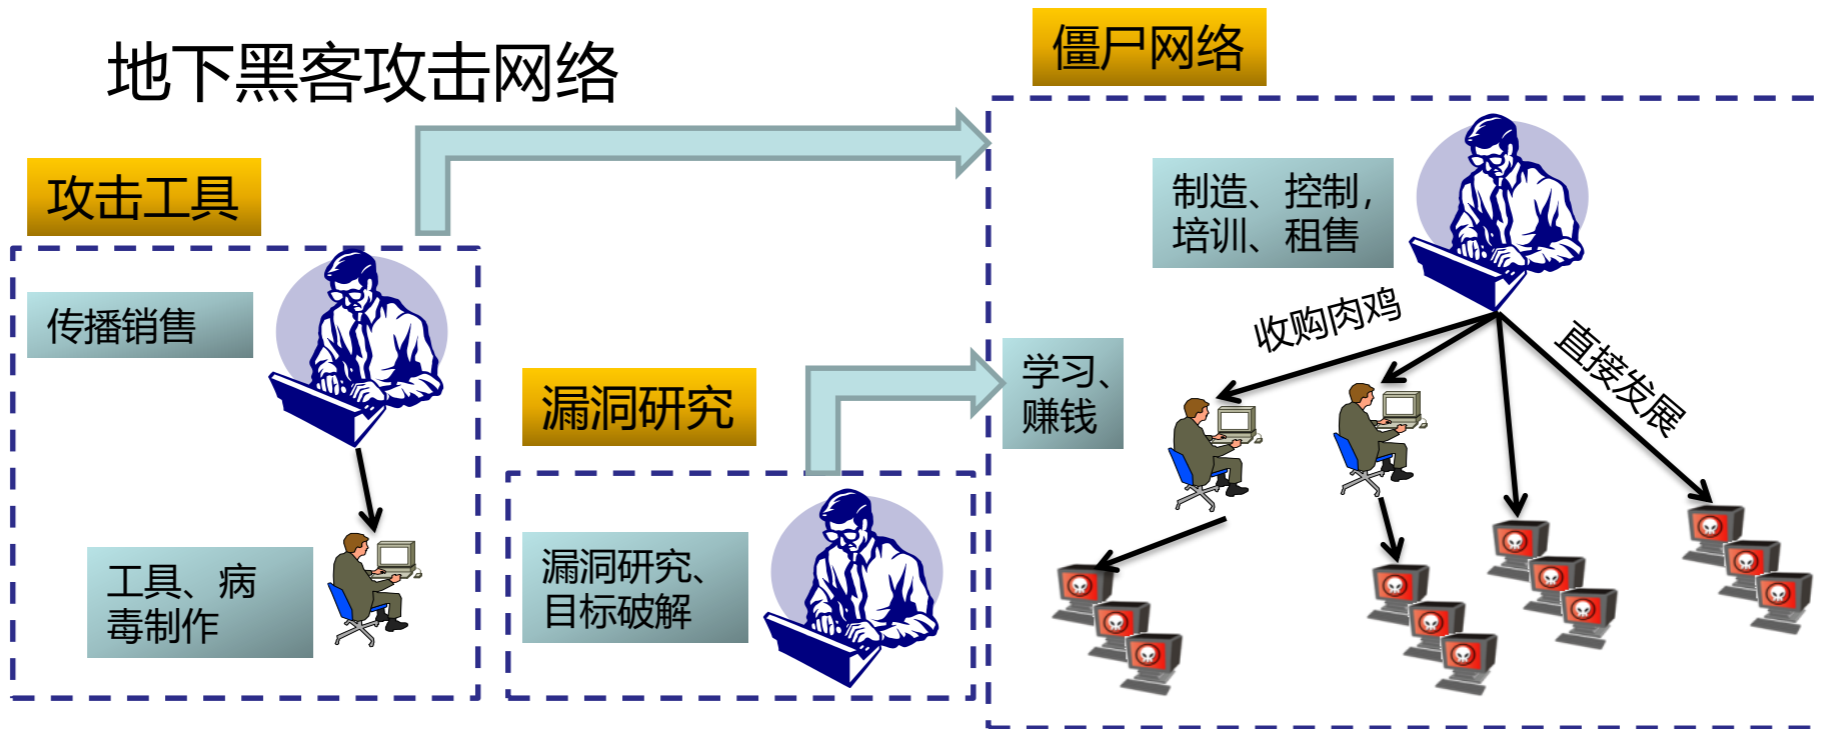 地下黑客攻击网络
攻击工具
传播销售
工具、病
毒制作
漏洞研究
漏洞研究、
目标破解
僵尸网络
制造、控制，
培训、租售
收购肉鸡
直接发展
学习、
赚钱